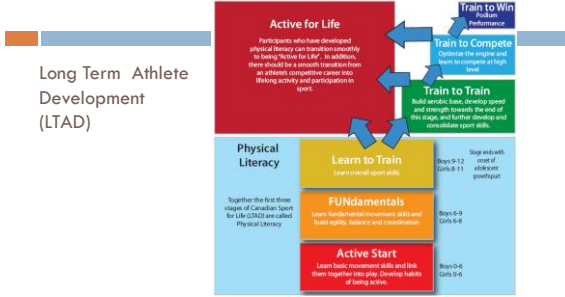 Long Term Athlete
Development
(LTAD)
Active for Life
Participants who have developed
physical literacy can transition smoothly
to being "Active for Life". In addition,
there should be a smooth transition from
an athlete's competitive career into
lifelong activity and participation in
sport.
Train to Win
Podium
Performance
Train to Compete
Optimize the engine and
learn to compete at high
level
Train to Train
Build aerobic base, develop speed
and strength towards the end of
this stage, and further develop and
consolidate sport skills.
Physical
Literacy
Together the first three
stages of Canadian Sport
for Life (LTAD) are called
Physical Literacy
Learn to Train
Learn overall sport skills
Boys 9-12
Girls 8-11
Stage ends with
onset of
adolescent
growth spurt
FUNdamentals
Learn fundamental movement skills and
build agility, balance and coordination
Boys 6-9
Girls 6-8
Active Start
Learn basic movement skills and link
them together into play. Develop habits
of being active.
Boys 0-6
Girls 0-6